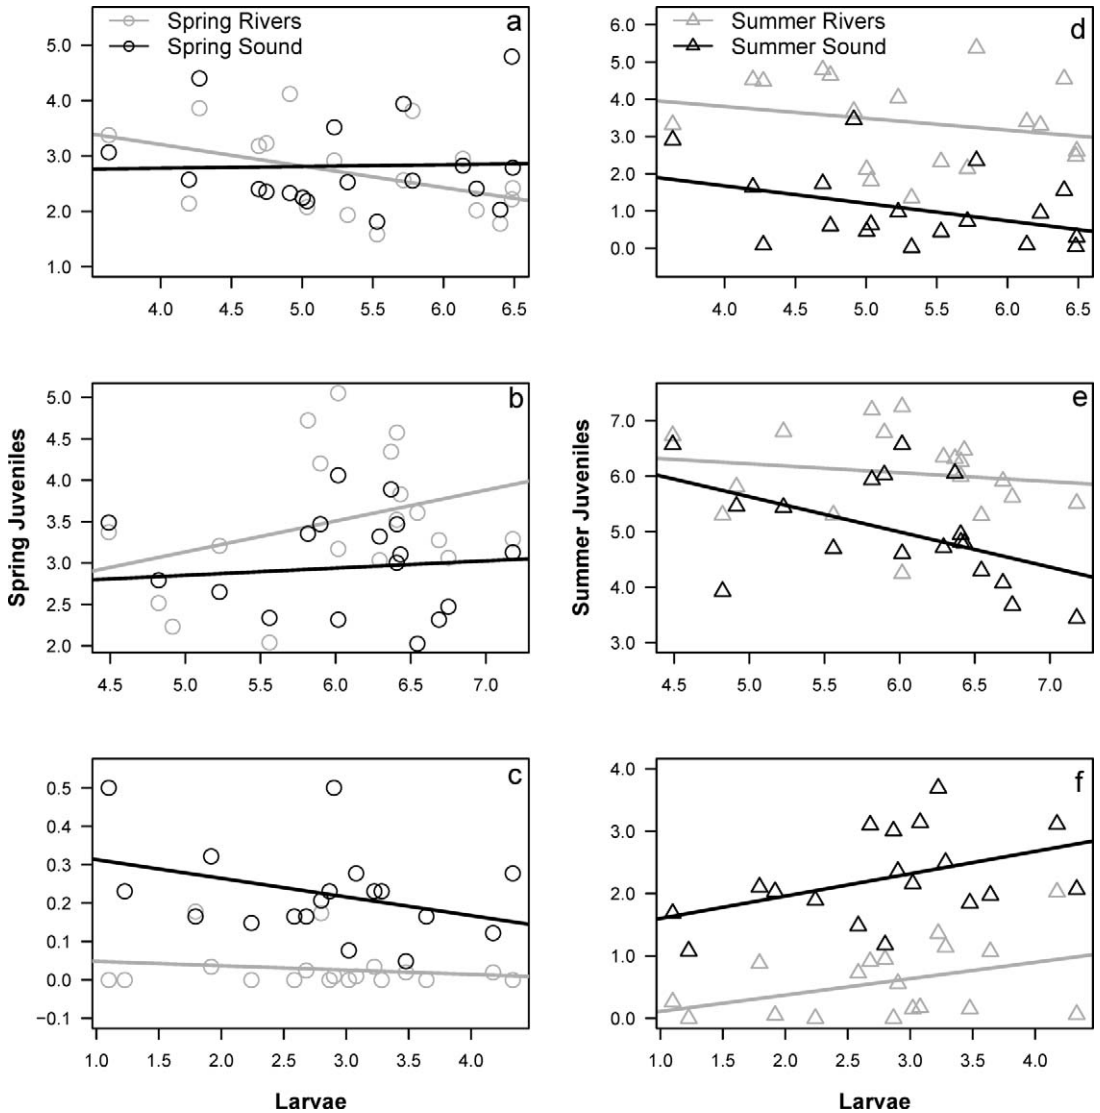 Spring Rivers
Spring Sound
a
5.0
4.0
3.0
2.0
1.0
4.0 4.5 5.0 5.5 6.0 6.5
Summer Rivers
Summer Sound
d
6.0
5.0
4.0
3.0
2.0
1.0
0.0
4.0 4.5 5.0 5.5 6.0 6.5
Spring Juveniles
b
5.0
4.5
4.0
3.5
3.0
2.5
2.0
4.5 5.0 5.5 6.0 6.5 7.0
Summer Juveniles
e
7.0
6.0
5.0
4.0
3.0
4.5 5.0 5.5 6.0 6.5 7.0
c
0.5
0.4
0.3
0.2
0.1
0.0
−0.1
1.0 1.5 2.0 2.5 3.0 3.5 4.0
Larvae
f
4.0
3.0
2.0
1.0
0.0
1.0 1.5 2.0 2.5 3.0 3.5 4.0
Larvae